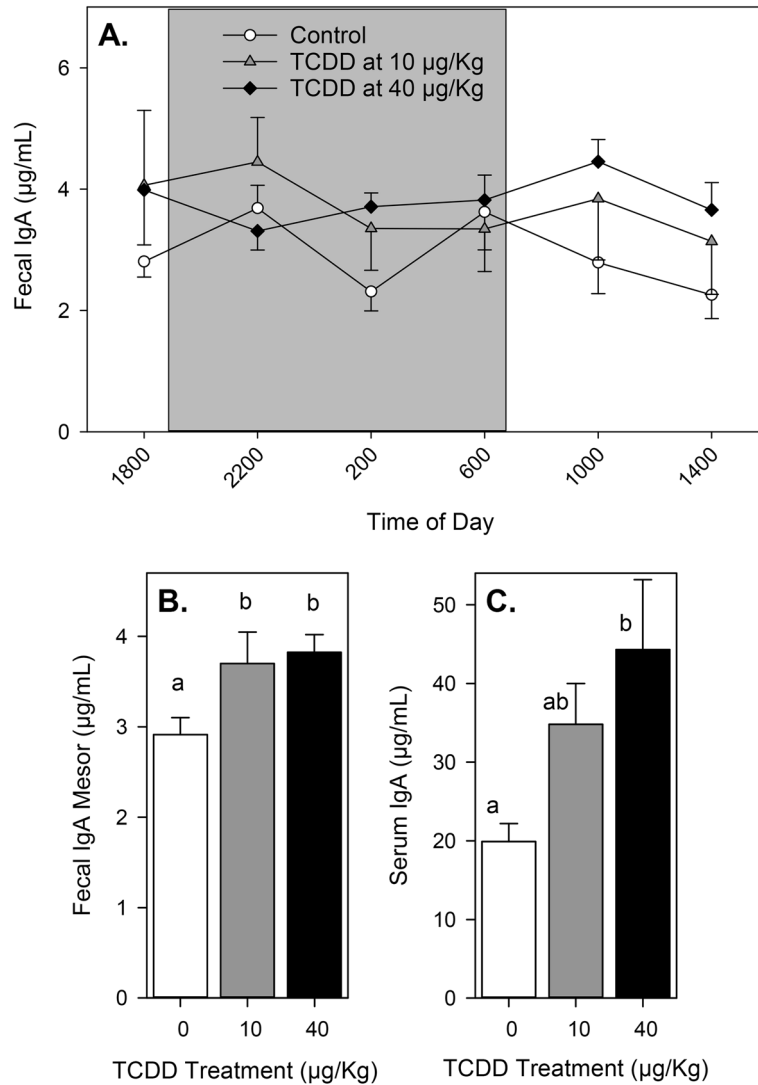 A.
Control
TCDD at 10 µg/Kg
TCDD at 40 µg/Kg
Fecal IgA (µg/mL)
6
4
2
0
1800
2200
200
600
1000
1400
Time of Day
B.
a
b
b
Fecal IgA Mesor (µg/mL)
4
3
2
1
0
0
10
40
TCDD Treatment (µg/Kg)
C.
a
ab
b
Serum IgA (µg/mL)
50
40
30
20
10
0
0
10
40
TCDD Treatment (µg/Kg)